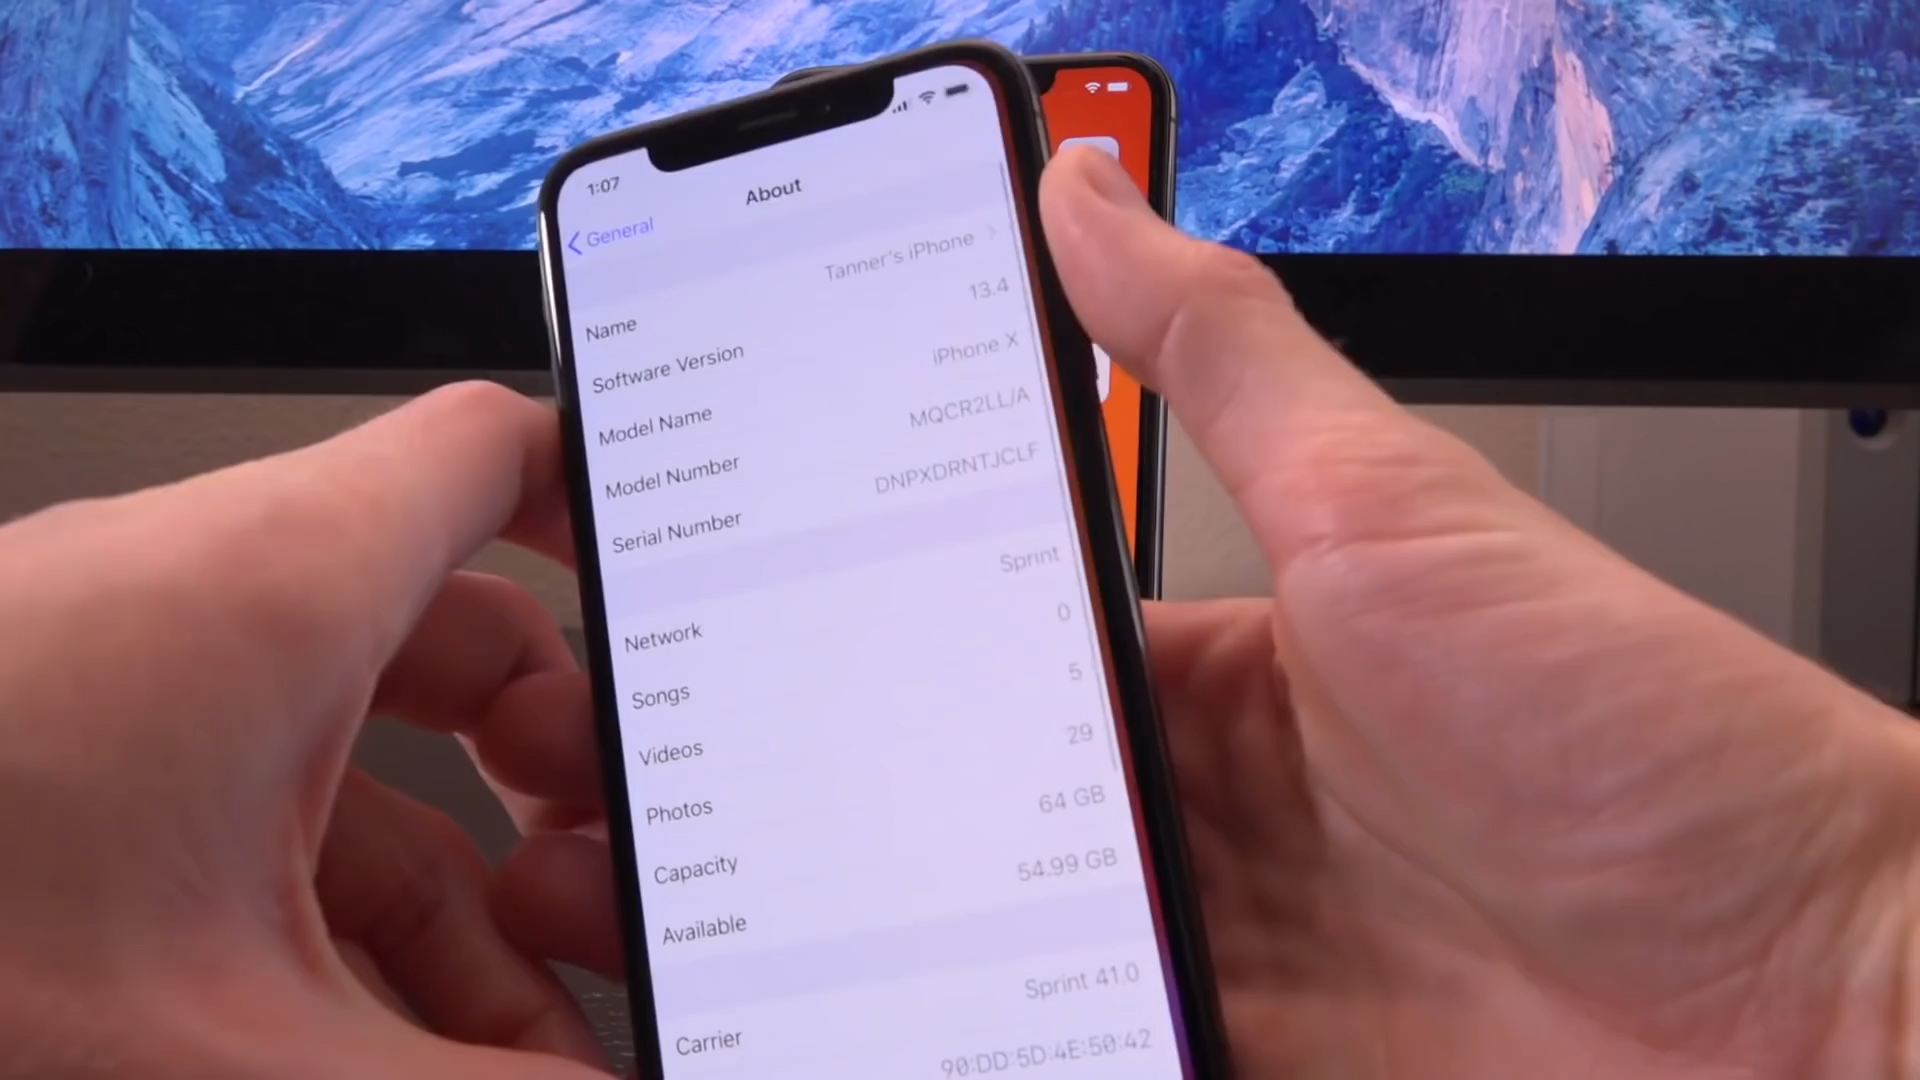 1:07
General
About
Name Tanner's iPhone
Software Version 13.4
Model Name iPhone X
Model Number MQCR2LL/A
Serial Number DNPXDRNTJCLF
Network Sprint
Songs 0
Videos 5
Photos 29
Capacity 64 GB
Available 54.99 GB
Carrier Sprint 41.0
90:DD:5D:4E:50:42